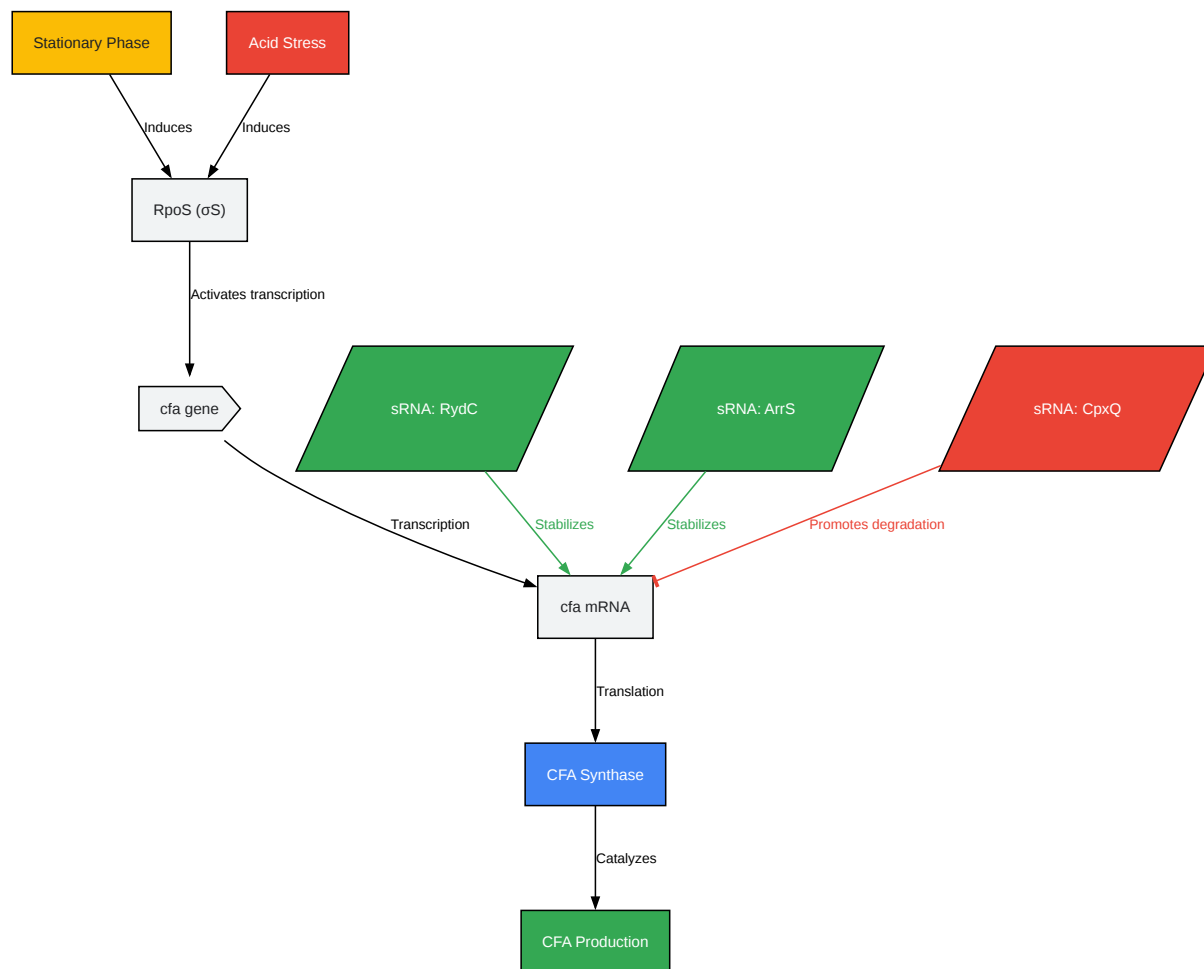 Stationary Phase
Acid Stress
Induces
Induces
RpoS (σS)
Activates transcription
cfa gene
sRNA: RydC
sRNA: ArrS
sRNA: CpxQ
Transcription
Stabilizes
Stabilizes
Promotes degradation
cfa mRNA
Translation
CFA Synthase
Catalyzes
CFA Production